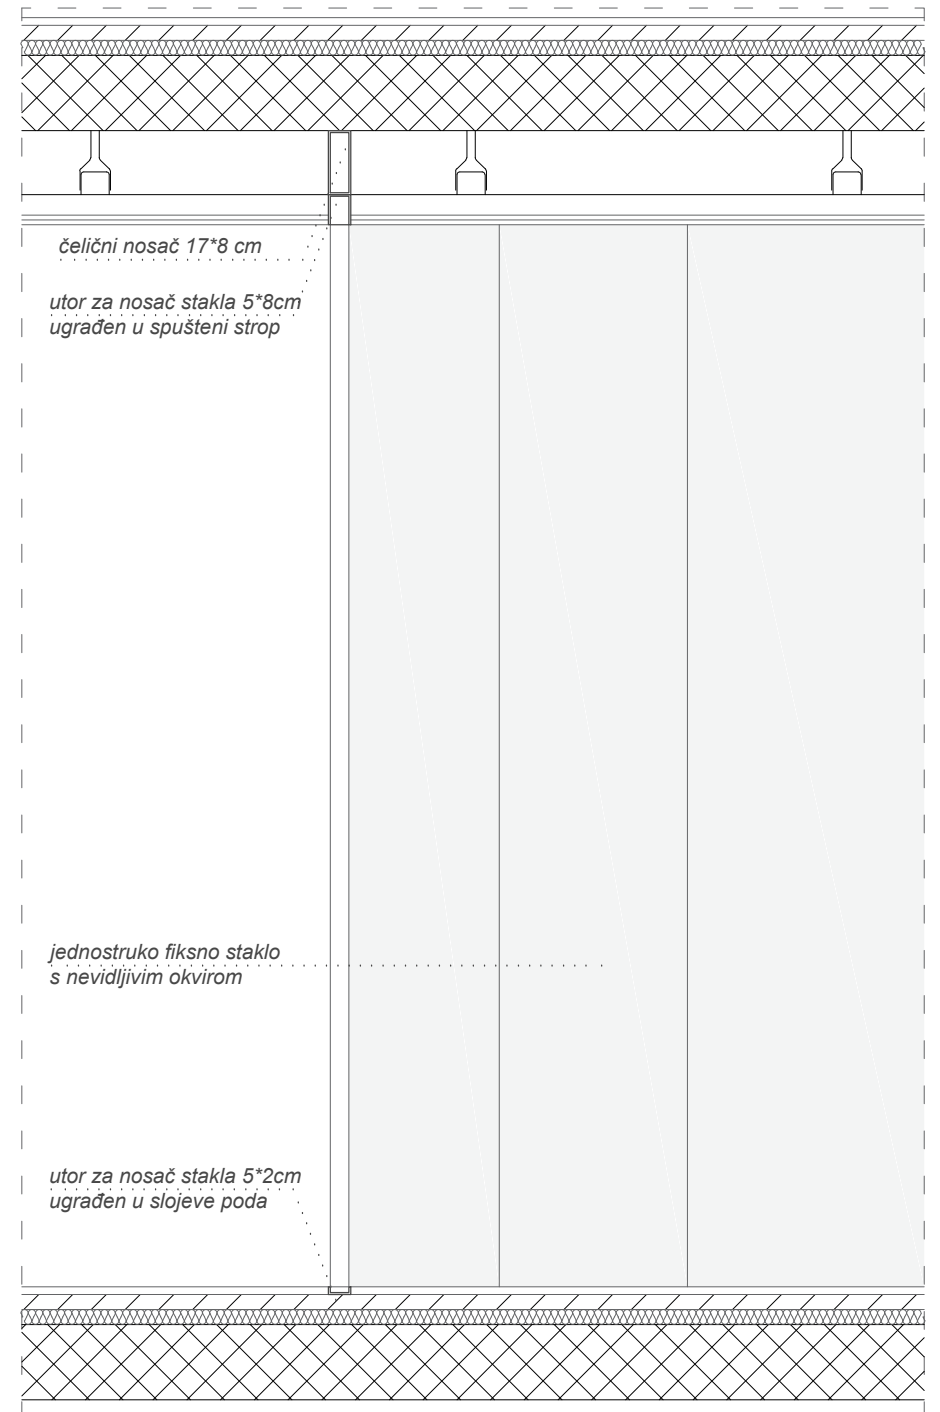 čelični nosač 17*8 cm
utor za nosač stakla 5*8cm
ugrađen u spušteni strop
jednostruko fiksno staklo
s nevidljivim okvirom
utor za nosač stakla 5*2cm
ugrađen u slojeve poda